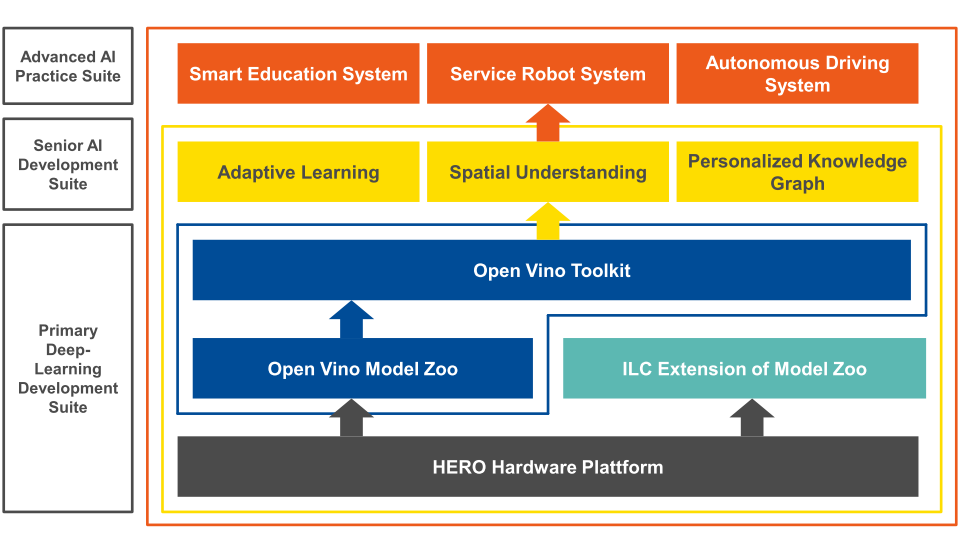 Advanced AI
Practice Suite
Smart Education System
Service Robot System
Autonomous Driving
System
Senior AI
Development
Suite
Adaptive Learning
Spatial Understanding
Personalized Knowledge
Graph
Primary
Deep-
Learning
Development
Suite
Open Vino Toolkit
Open Vino Model Zoo
ILC Extension of Model Zoo
HERO Hardware Plattform